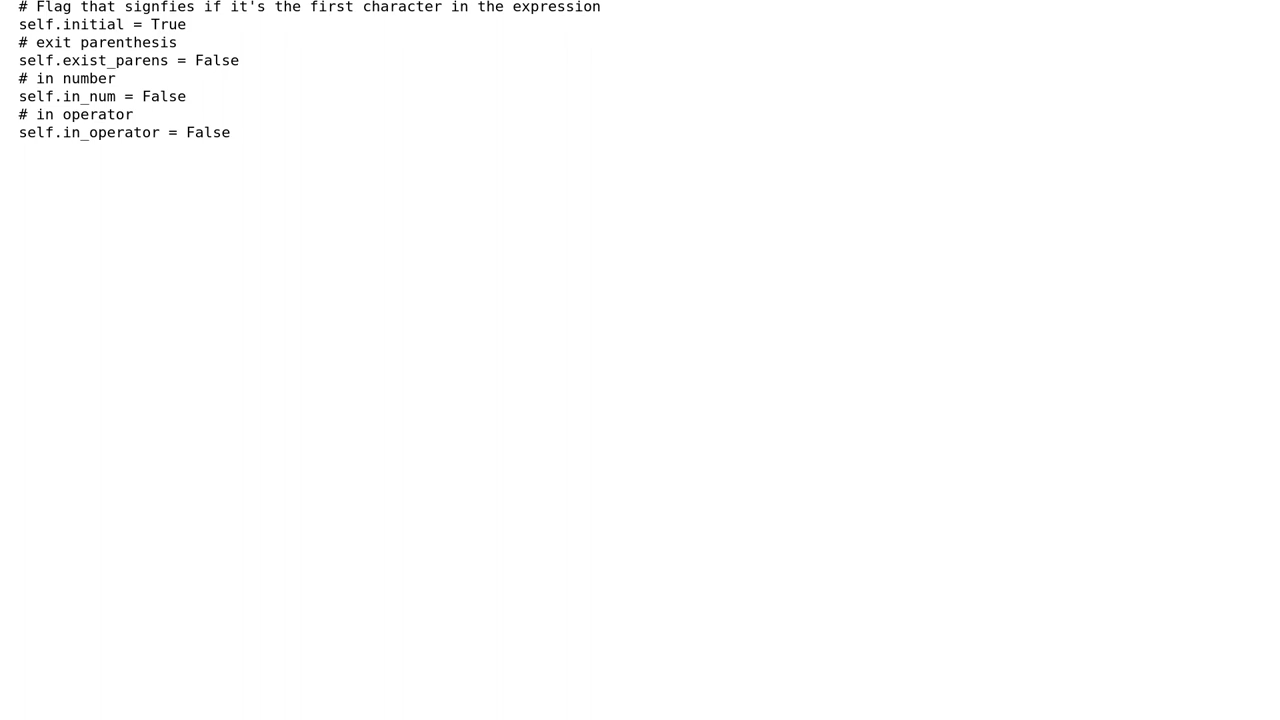 # Flag that signfies if it's the first character in the expression
self.initial = True
# exit parenthesis
self.exist_parens = False
# in number
self.in_num = False
# in operator
self.in_operator = False